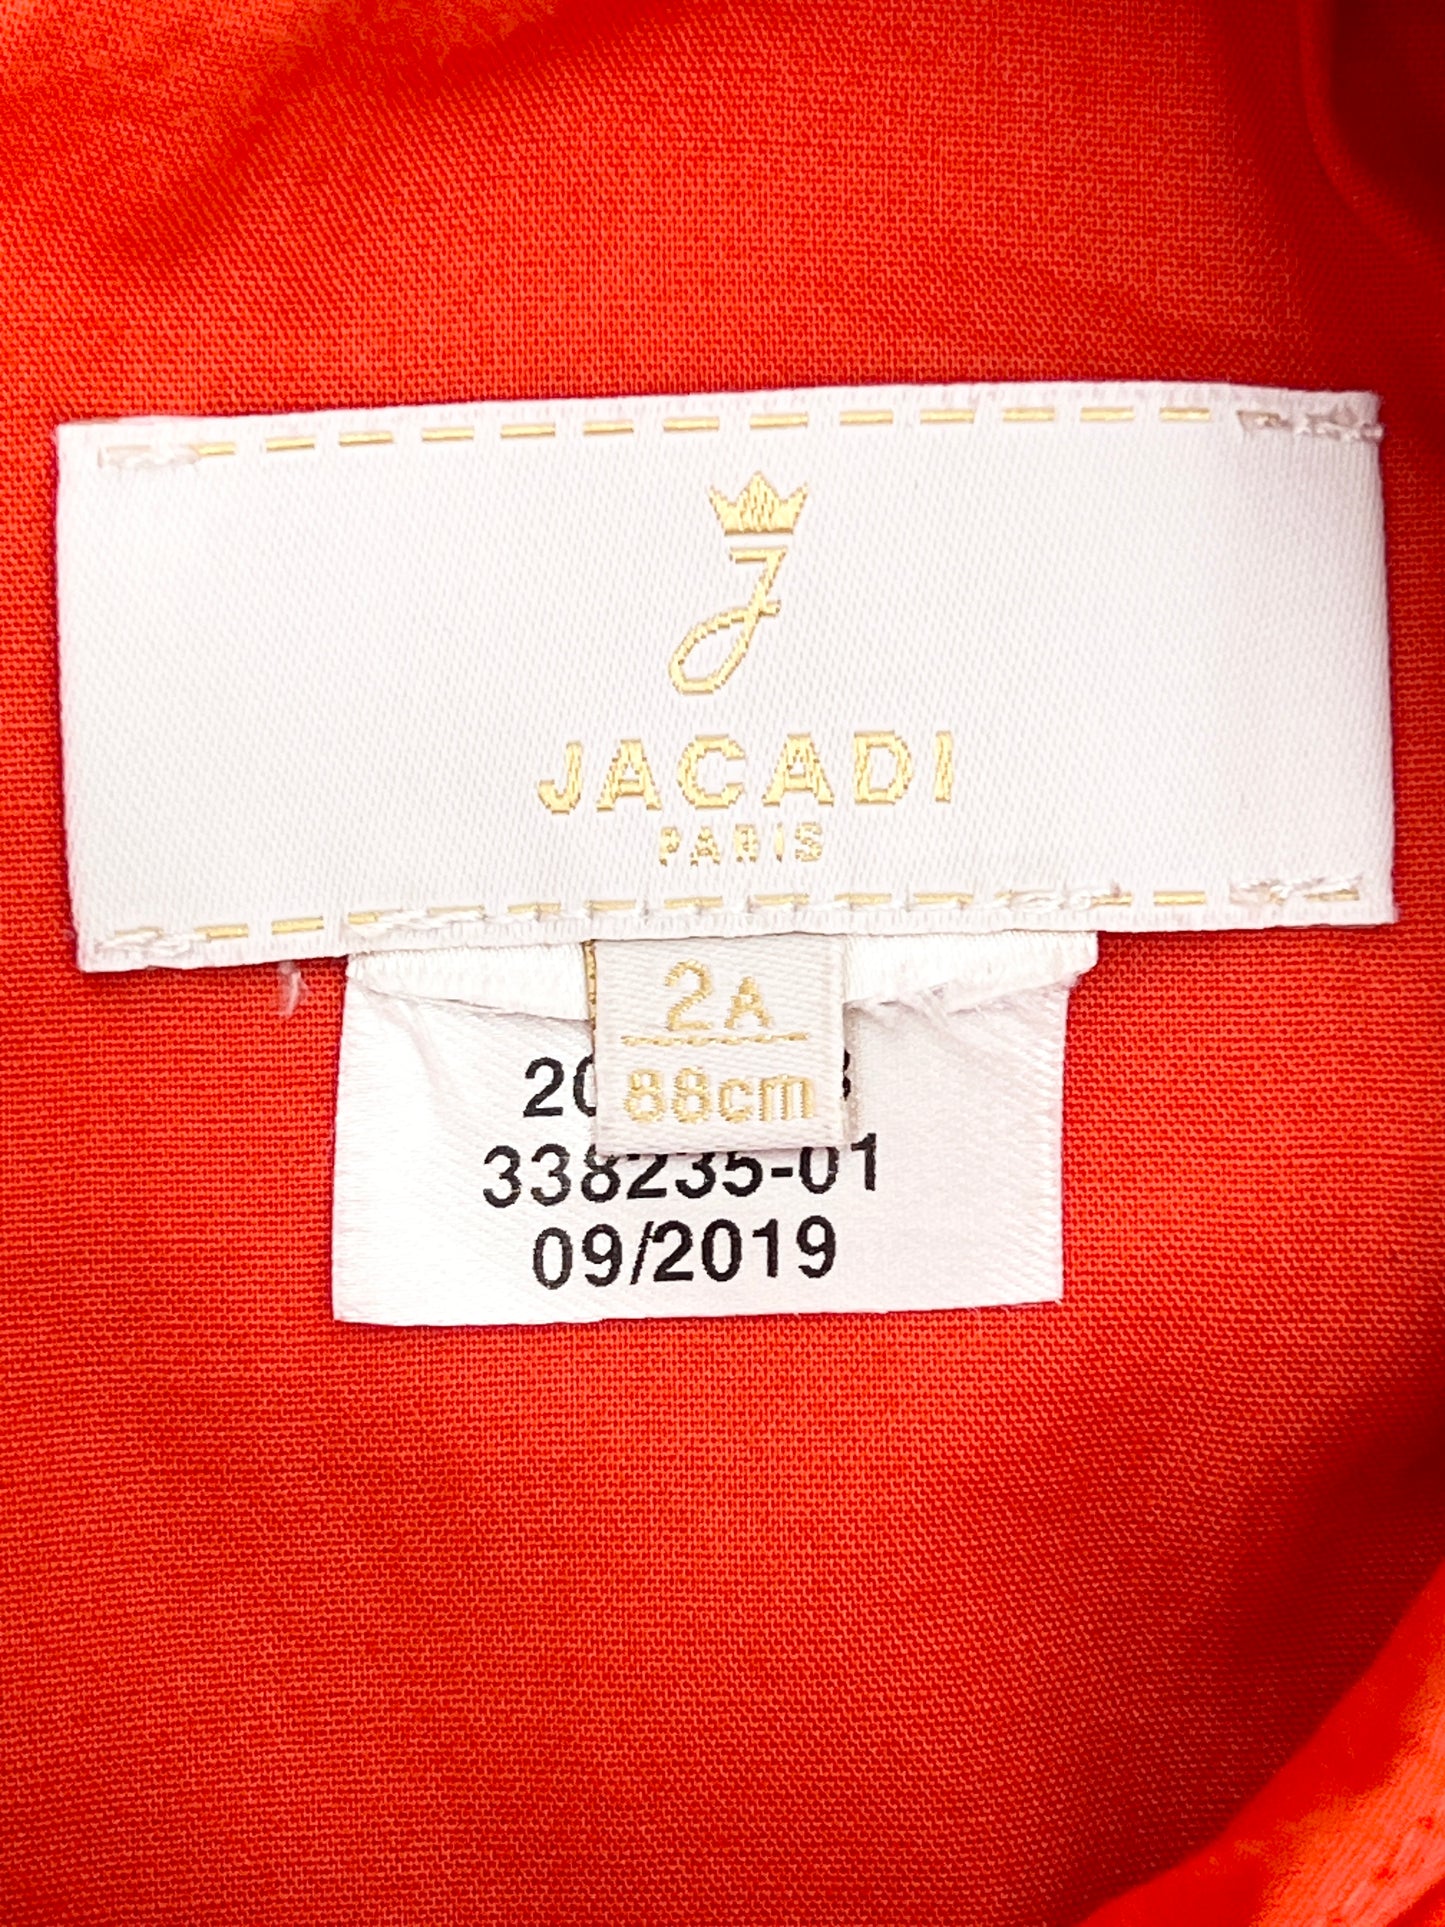 J
JACADI
PARIS
2A
88cm
338235-01
09/2019